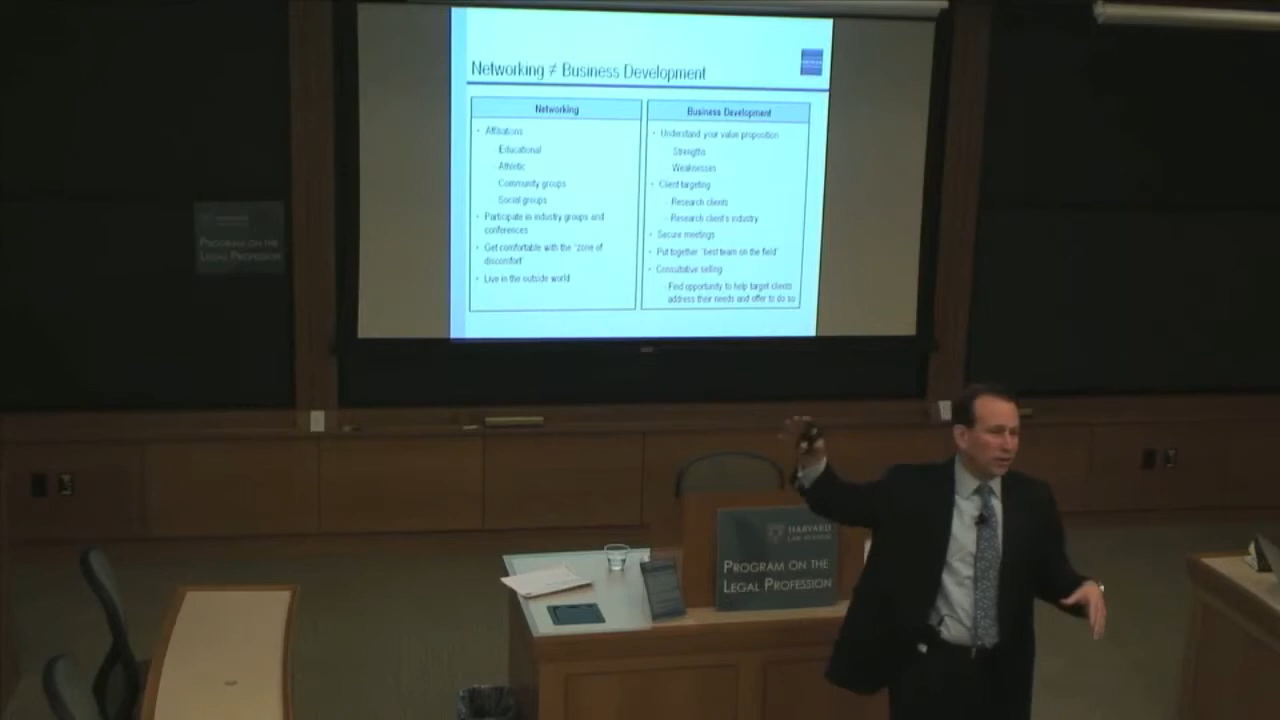 Networking ≠ Business Development
Networking
• Affiliations
Educational
Athletic
Community groups
Social groups
• Participate in industry groups and
conferences
• Get comfortable with the "zone of
discomfort"
• Live in the outside world
Business Development
• Understand your value proposition
Strengths
Weaknesses
• Client targeting
- Research clients
- Research client's industry
• Secure meetings
• Put together "best team on the field"
• Consultative selling
- Find opportunity to help target clients
address their needs and offer to do so
HARVARD
PROGRAM ON THE
LEGAL PROFESSION
HARVARD
LAW SCHOOL
PROGRAM ON THE
LEGAL PROFESSION